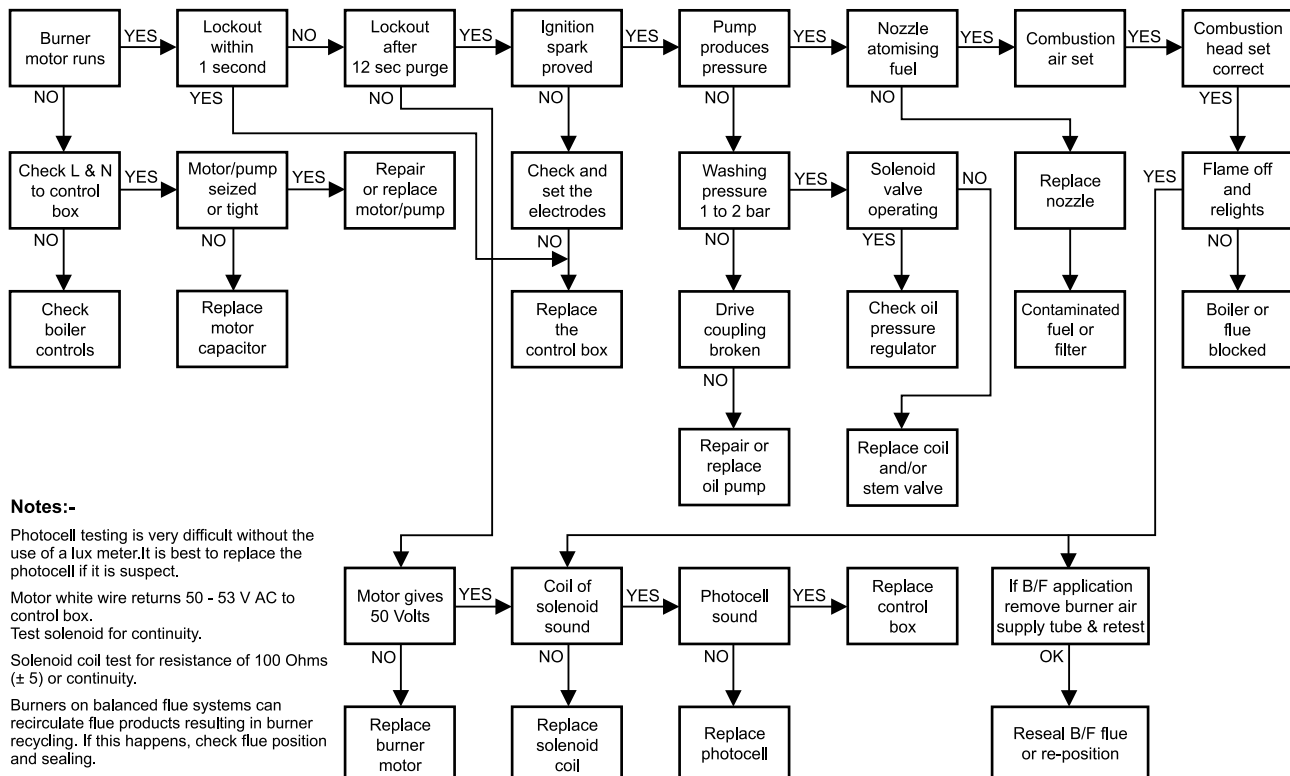 Burner
motor runs
YES
Lockout
within
1 second
NO
Lockout
after
12 sec purge
YES
Ignition
spark
proved
YES
Pump
produces
pressure
YES
Nozzle
atomising
fuel
YES
Combustion
air set
YES
Combustion
head set
correct
NO
YES
NO
NO
NO
NO
YES
Check L & N
to control
box
YES
Motor/pump
seized
or tight
YES
Repair
or replace
motor/pump
Check and
set the
electrodes
Washing
pressure
1 to 2 bar
YES
Solenoid
valve
operating
NO
Replace
nozzle
YES
Flame off
and
relights
NO
NO
NO
NO
YES
NO
Check
boiler
controls
Replace
motor
capacitor
Replace
the
control box
Drive
coupling
broken
Check oil
pressure
regulator
Contaminated
fuel or
filter
Boiler or
flue
blocked
NO
Repair or
replace
oil pump
Replace coil
and/or
stem valve
Notes:-
Photocell testing is very difficult without the
use of a lux meter.It is best to replace the
photocell if it is suspect.
Motor white wire returns 50 - 53 V AC to
control box.
Test solenoid for continuity.
Solenoid coil test for resistance of 100 Ohms
(± 5) or continuity.
Burners on balanced flue systems can
recirculate flue products resulting in burner
recycling. If this happens, check flue position
and sealing.
Motor gives
50 Volts
YES
Coil of
solenoid
sound
YES
Photocell
sound
YES
Replace
control
box
If B/F application
remove burner air
supply tube & retest
NO
NO
NO
OK
Replace
burner
motor
Replace
solenoid
coil
Replace
photocell
Reseal B/F flue
or re-position